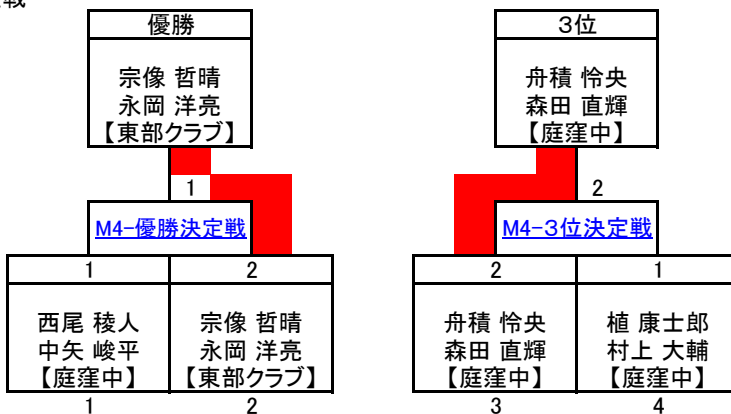 優勝
宗像 哲晴
永岡 洋亮
【東部クラブ】
1
M4-優勝決定戦
1 2
西尾 稜人
中矢 峻平
【庭窪中】
宗像 哲晴
永岡 洋亮
【東部クラブ】
1 2
3位
舟積 怜央
森田 直輝
【庭窪中】
2
M4-3位決定戦
2 1
舟積 怜央
森田 直輝
【庭窪中】
植 康士郎
村上 大輔
【庭窪中】
3 4